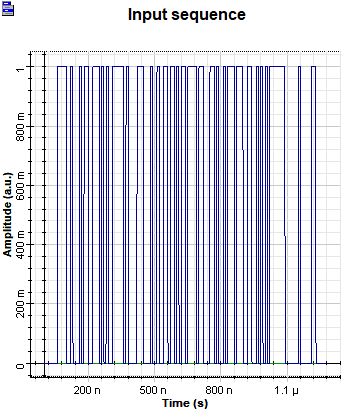 Input sequence
Amplitude (a.u.)
1
800 m
600 m
400 m
200 m
0
200 n 500 n 800 n 1.1 µ
Time (s)